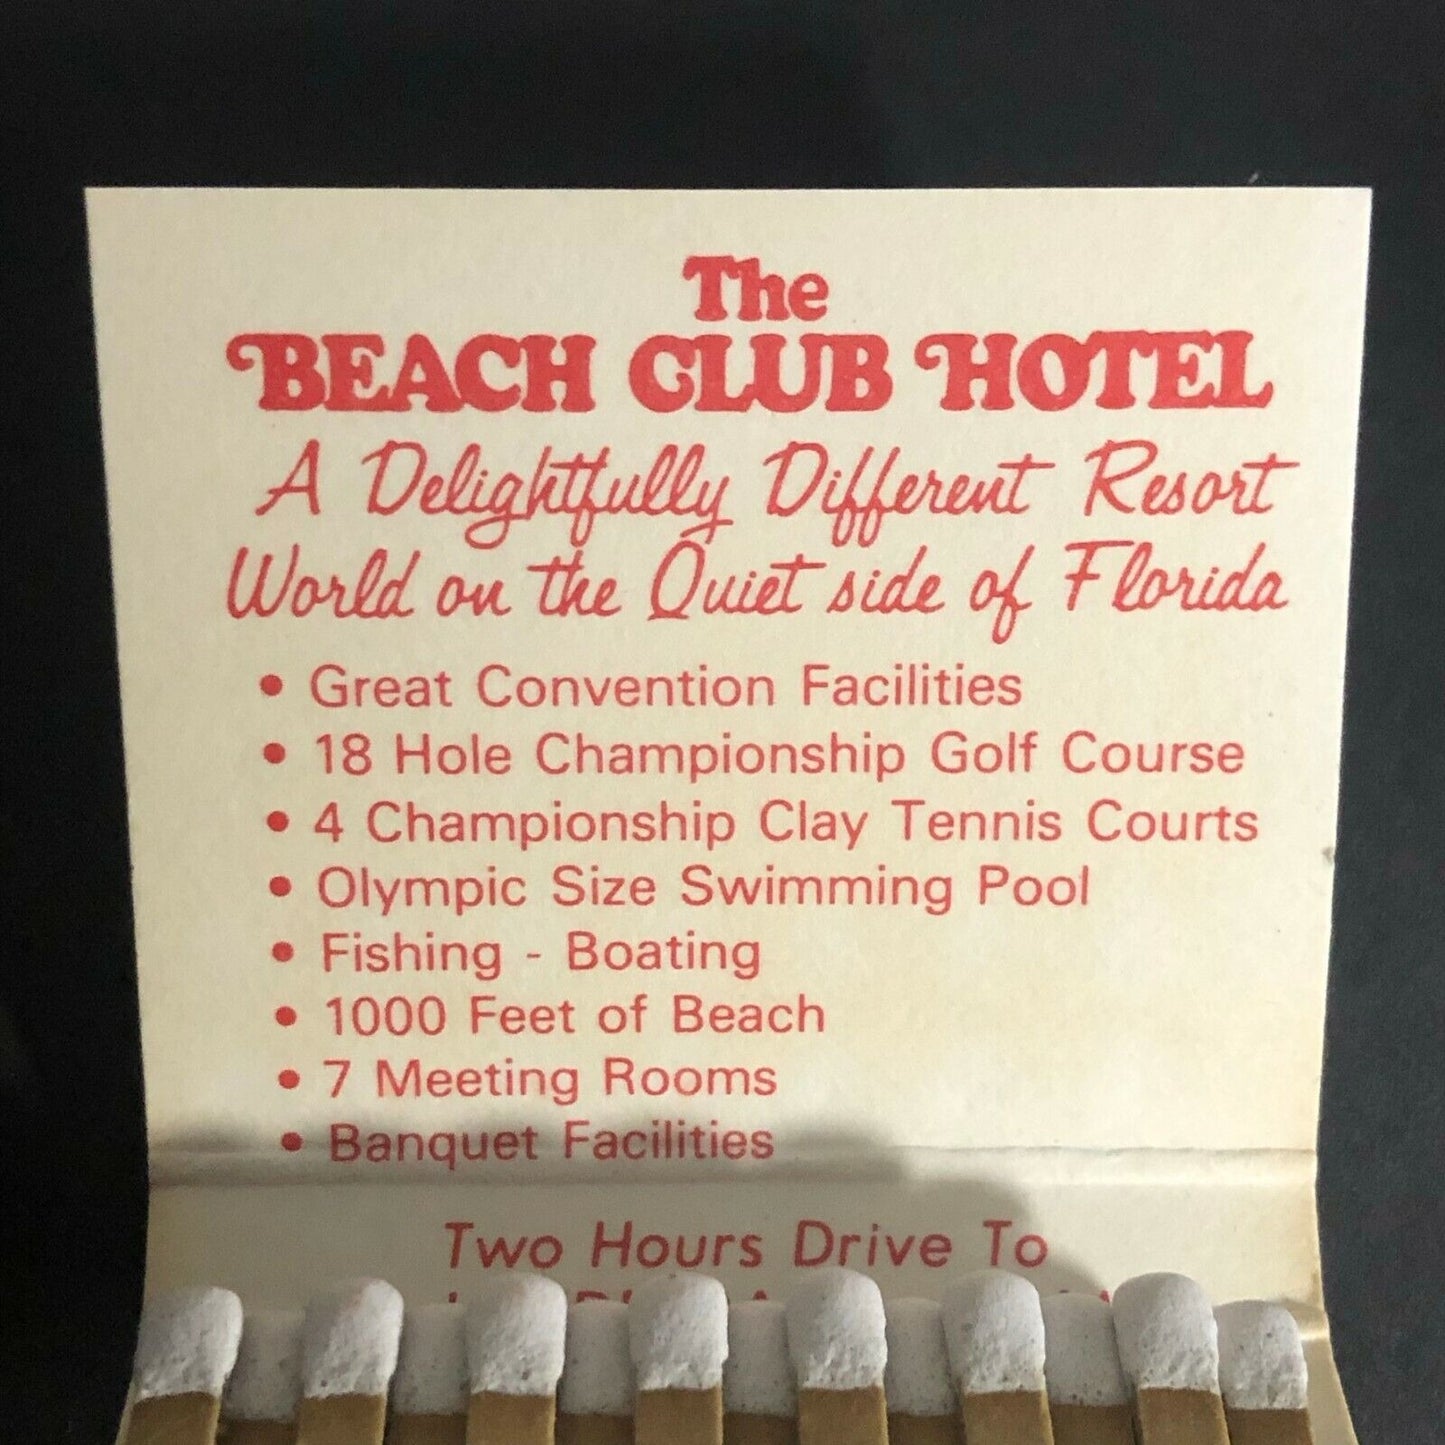 The
BEACH CLUB HOTEL
A Delightfully Different Resort
World on the Quiet side of Florida
• Great Convention Facilities
• 18 Hole Championship Golf Course
• 4 Championship Clay Tennis Courts
• Olympic Size Swimming Pool
• Fishing - Boating
• 1000 Feet of Beach
• 7 Meeting Rooms
• Banquet Facilities
Two Hours Drive To